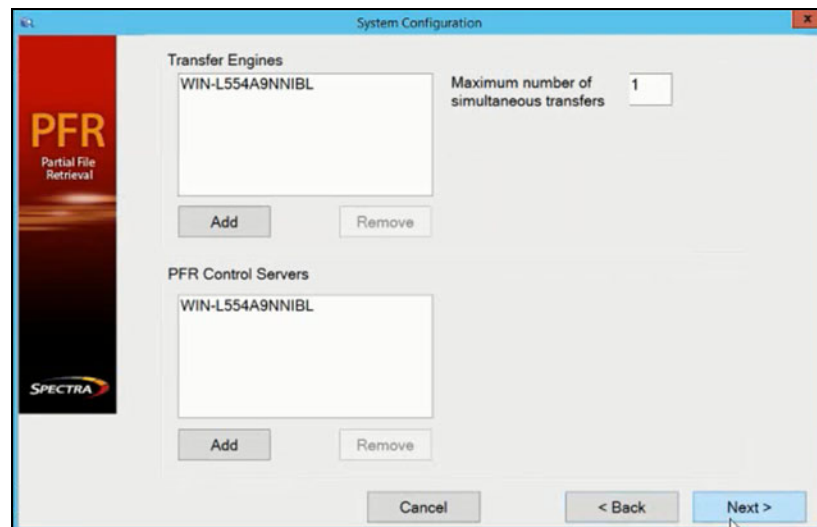 System Configuration
x
PFR
Partial File
Retrieval
SPECTRA
Transfer Engines
WIN-L554A9NNIBL
Maximum number of
simultaneous transfers
1
Add
Remove
PFR Control Servers
WIN-L554A9NNIBL
Add
Remove
Cancel
< Back
Next >